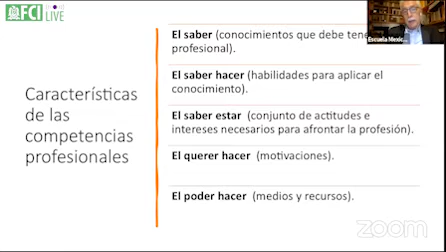 FCI
LIVE
Escuela Mexic...
Características
de las
competencias
profesionales
El saber (conocimientos que debe
profesional).
El saber hacer (habilidades para aplicar el
conocimiento).
El saber estar (conjunto de actitudes e
intereses necesarios para afrontar la profesión).
El querer hacer (motivaciones).
El poder hacer (medios y recursos).
zoom